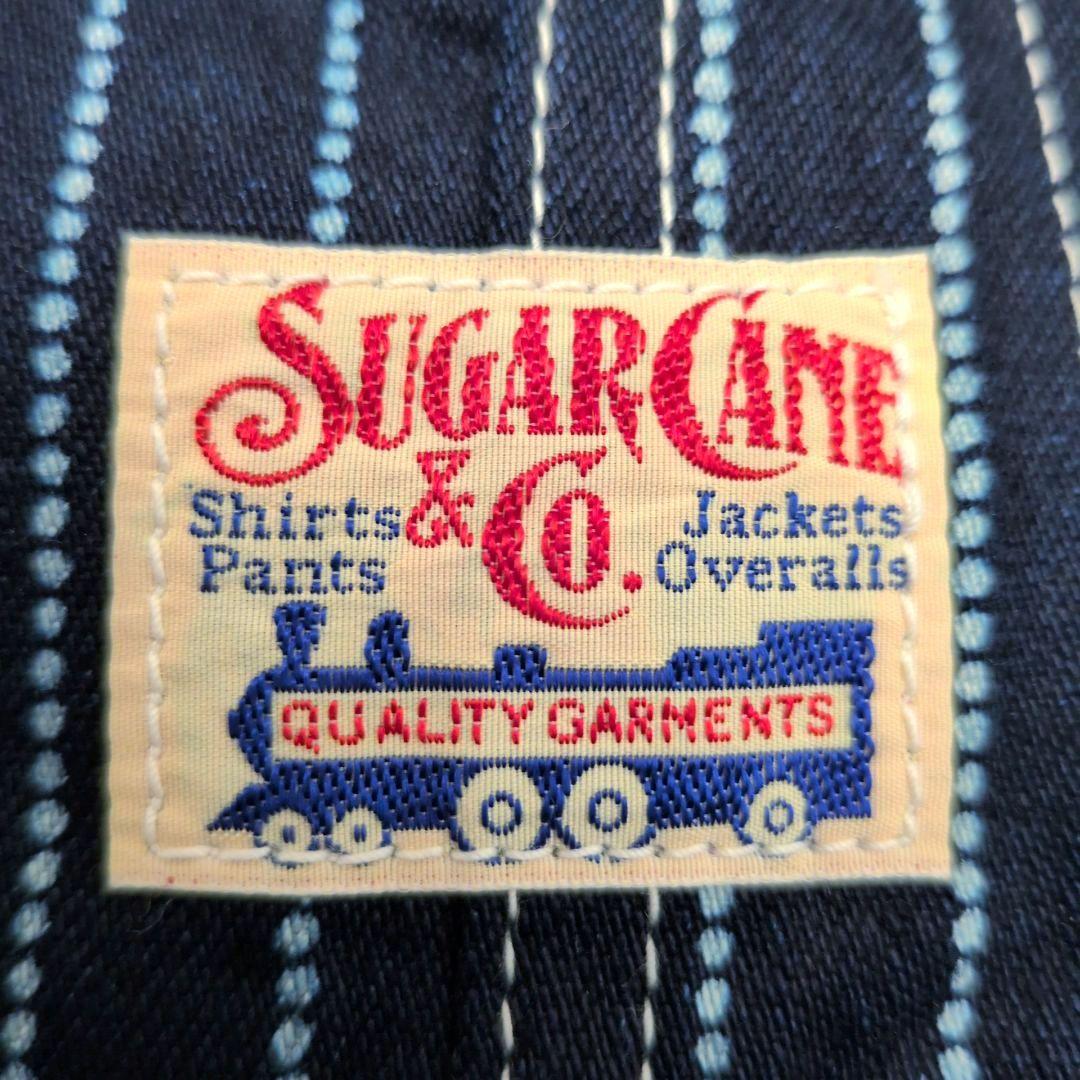 SUGAR CANE
& Co.
Shirts
Pants
Jackets
Overalls
QUALITY GARMENTS